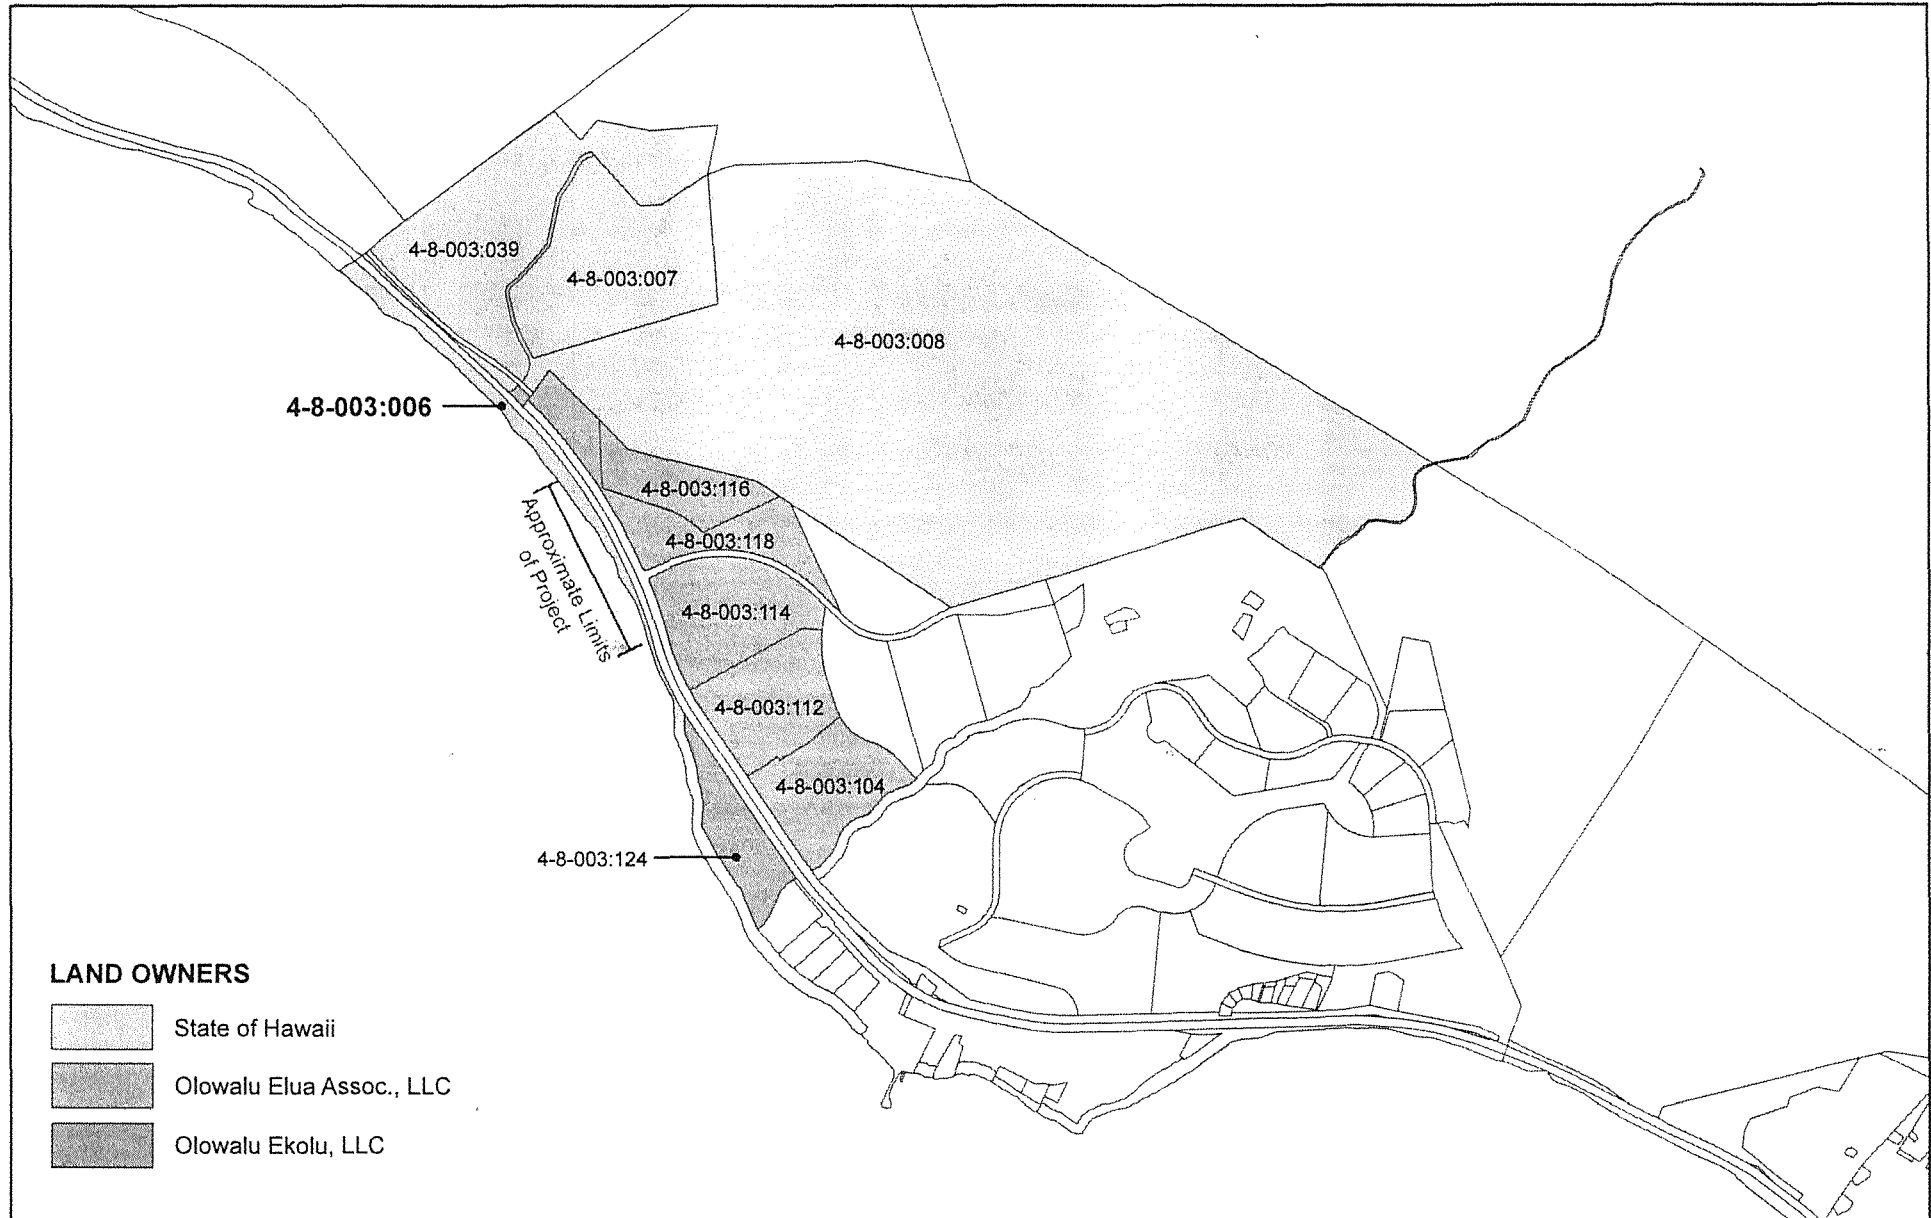 4-8-003:039
4-8-003:007
4-8-003:008
4-8-003:006
4-8-003:116
Approximate Limits
of Project
4-8-003:118
4-8-003:114
4-8-003:112
4-8-003:104
4-8-003:124
LAND OWNERS
State of Hawaii
Olowalu Elua Assoc., LLC
Olowalu Ekolu, LLC